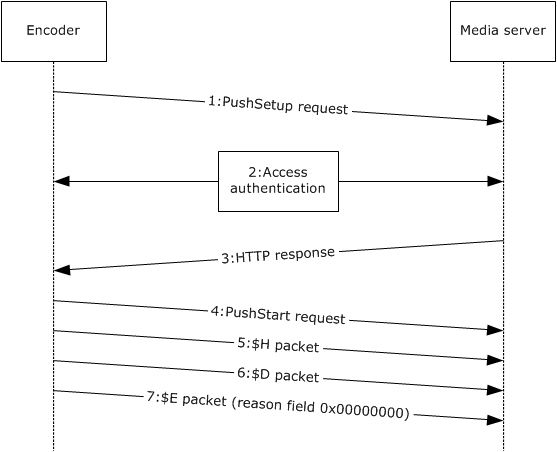 Encoder
Media server
1:PushSetup request
2:Access
authentication
3:HTTP response
4:PushStart request
5:$H packet
6:$D packet
7:$E packet (reason field 0x00000000)